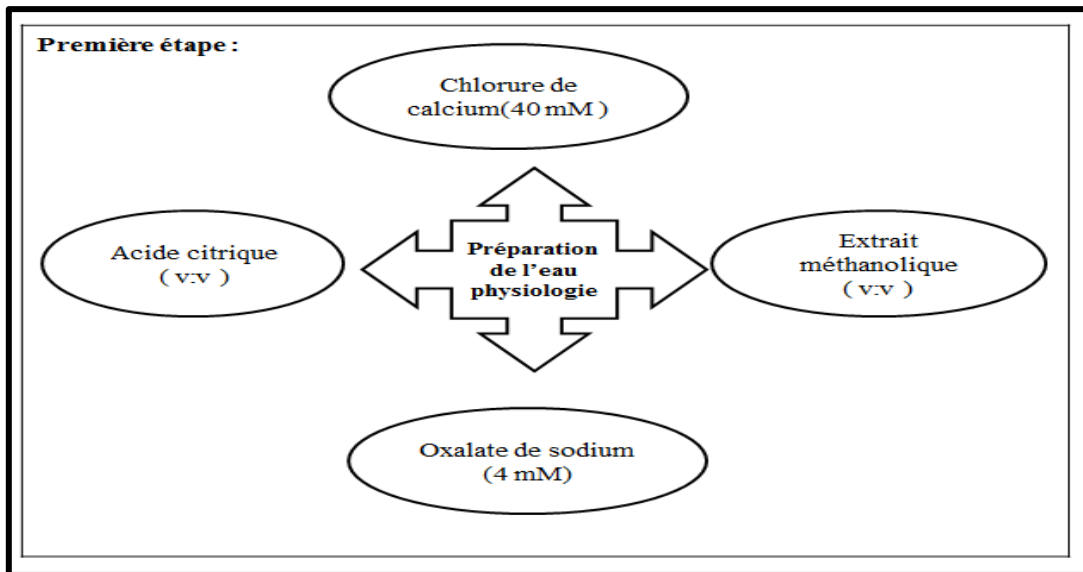 Première étape :
Chlorure de
calcium(40 mM )
Acide citrique
( v:v )
Préparation
de l'eau
physiologie
Extrait
méthanolique
( v:v )
Oxalate de sodium
(4 mM)